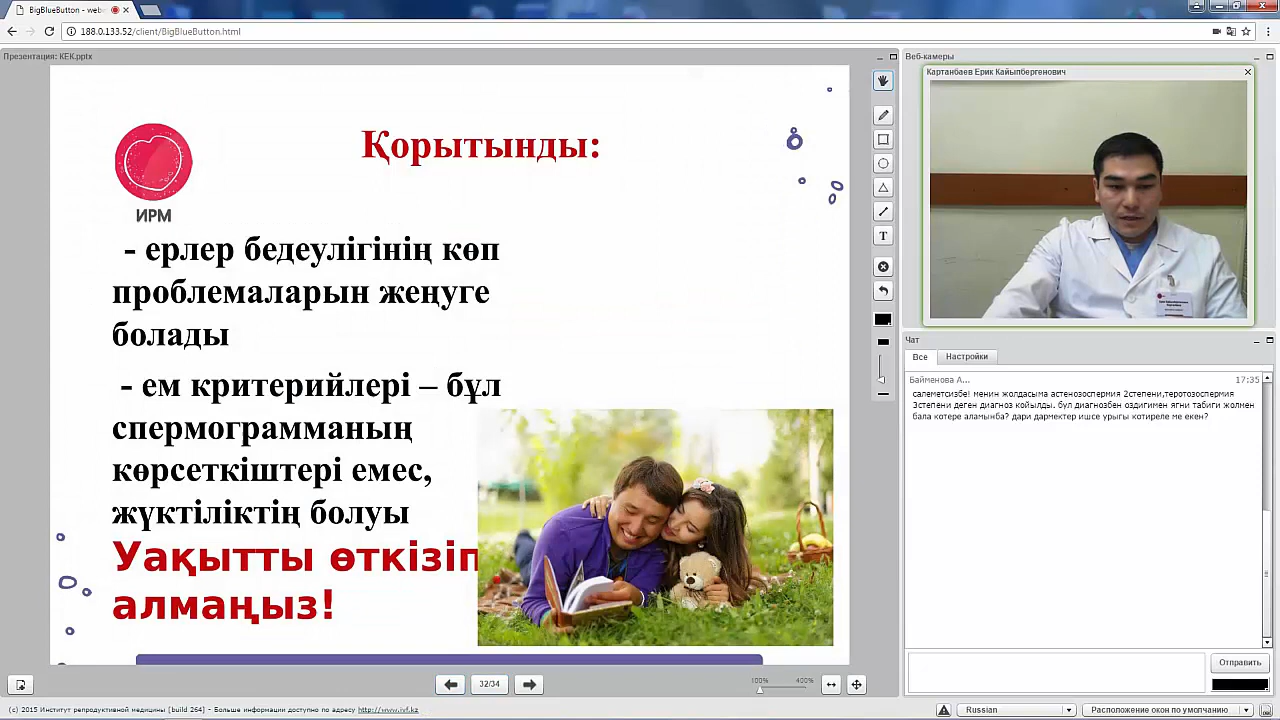 BigBlueButton - web
188.0.133.52/client/BigBlueButton.html
Презентация: КЕК.pptx
Веб-камеры
Картанбаев Ерик Кайыпбергенович
Қорытынды:
ИРМ
- ерлер бедеулігінің көп
проблемаларын жеңуге
болады
- ем критерийлері – бұл
спермограмманың
көрсеткіштері емес,
жүктіліктің болуы
Уақытты өткізіп
алмаңыз!
T
Чат
Все
Настройки
Байменова А...
17:35
салеметсизбе! менин жолдасыма астенозоспермия 2степени,теротозоспермия
3степени деген диагноз койылды. бул диагнозбен оздигимен ягни табиги жолмен
бала котере аламынба? дари дармектер ишсе урыгы котириле ме екен?
Отправить
32/34
100%
400%
(c) 2015 Институт репродуктивной медицины [build 264] - Больше информации доступно по адресу http://www.ivf.kz
Russian
Расположение окон по умолчанию